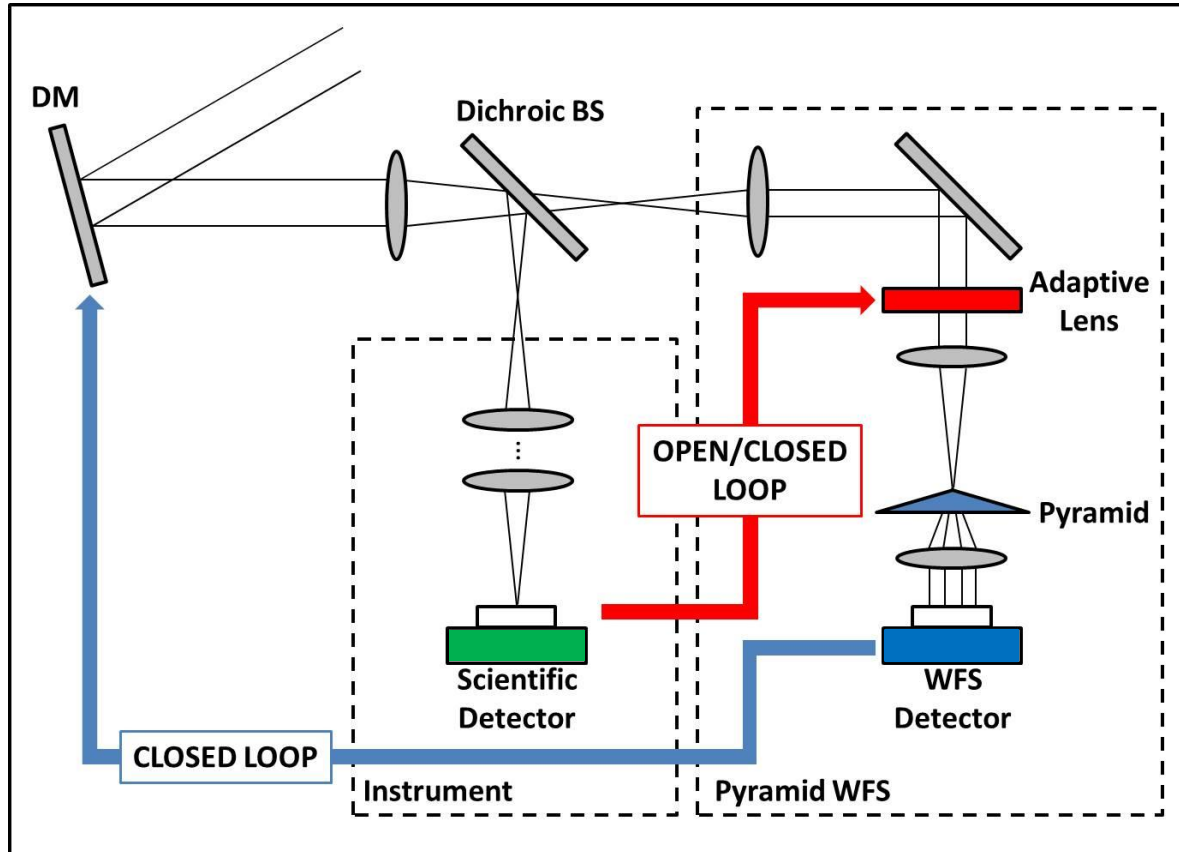 DM
Dichroic BS
Adaptive
Lens
OPEN/CLOSED
LOOP
Pyramid
Scientific
Detector
WFS
Detector
CLOSED LOOP
Instrument
Pyramid WFS